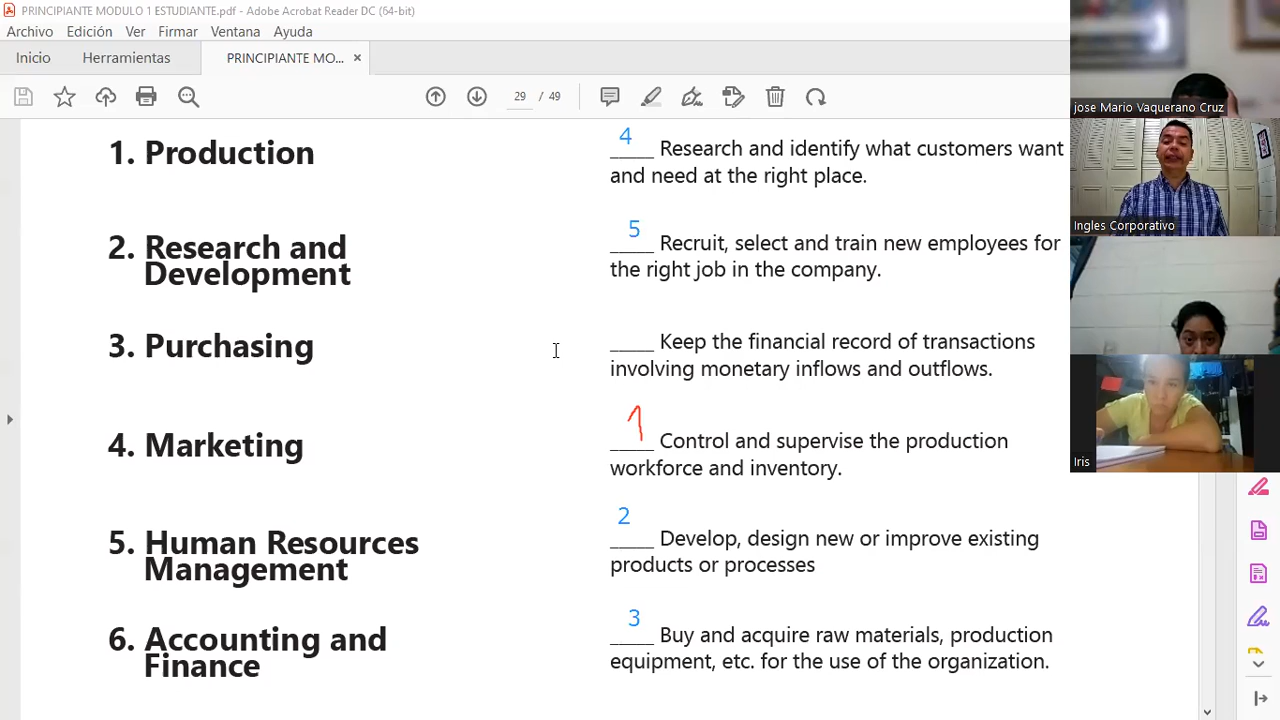 PRINCIPIANTE MODULO 1 ESTUDIANTE.pdf - Adobe Acrobat Reader DC (64-bit)
Archivo Edición Ver Firmar Ventana Ayuda
Inicio Herramientas PRINCIPIANTE MO... ×
29 / 49
1. Production
4
_____ Research and identify what customers want
and need at the right place.
2. Research and
Development
5
_____ Recruit, select and train new employees for
the right job in the company.
3. Purchasing
_____ Keep the financial record of transactions
involving monetary inflows and outflows.
4. Marketing
1
_____ Control and supervise the production
workforce and inventory.
5. Human Resources
Management
2
_____ Develop, design new or improve existing
products or processes
6. Accounting and
Finance
3
_____ Buy and acquire raw materials, production
equipment, etc. for the use of the organization.
jose Mario Vaquerano Cruz
Ingles Corporativo
Iris